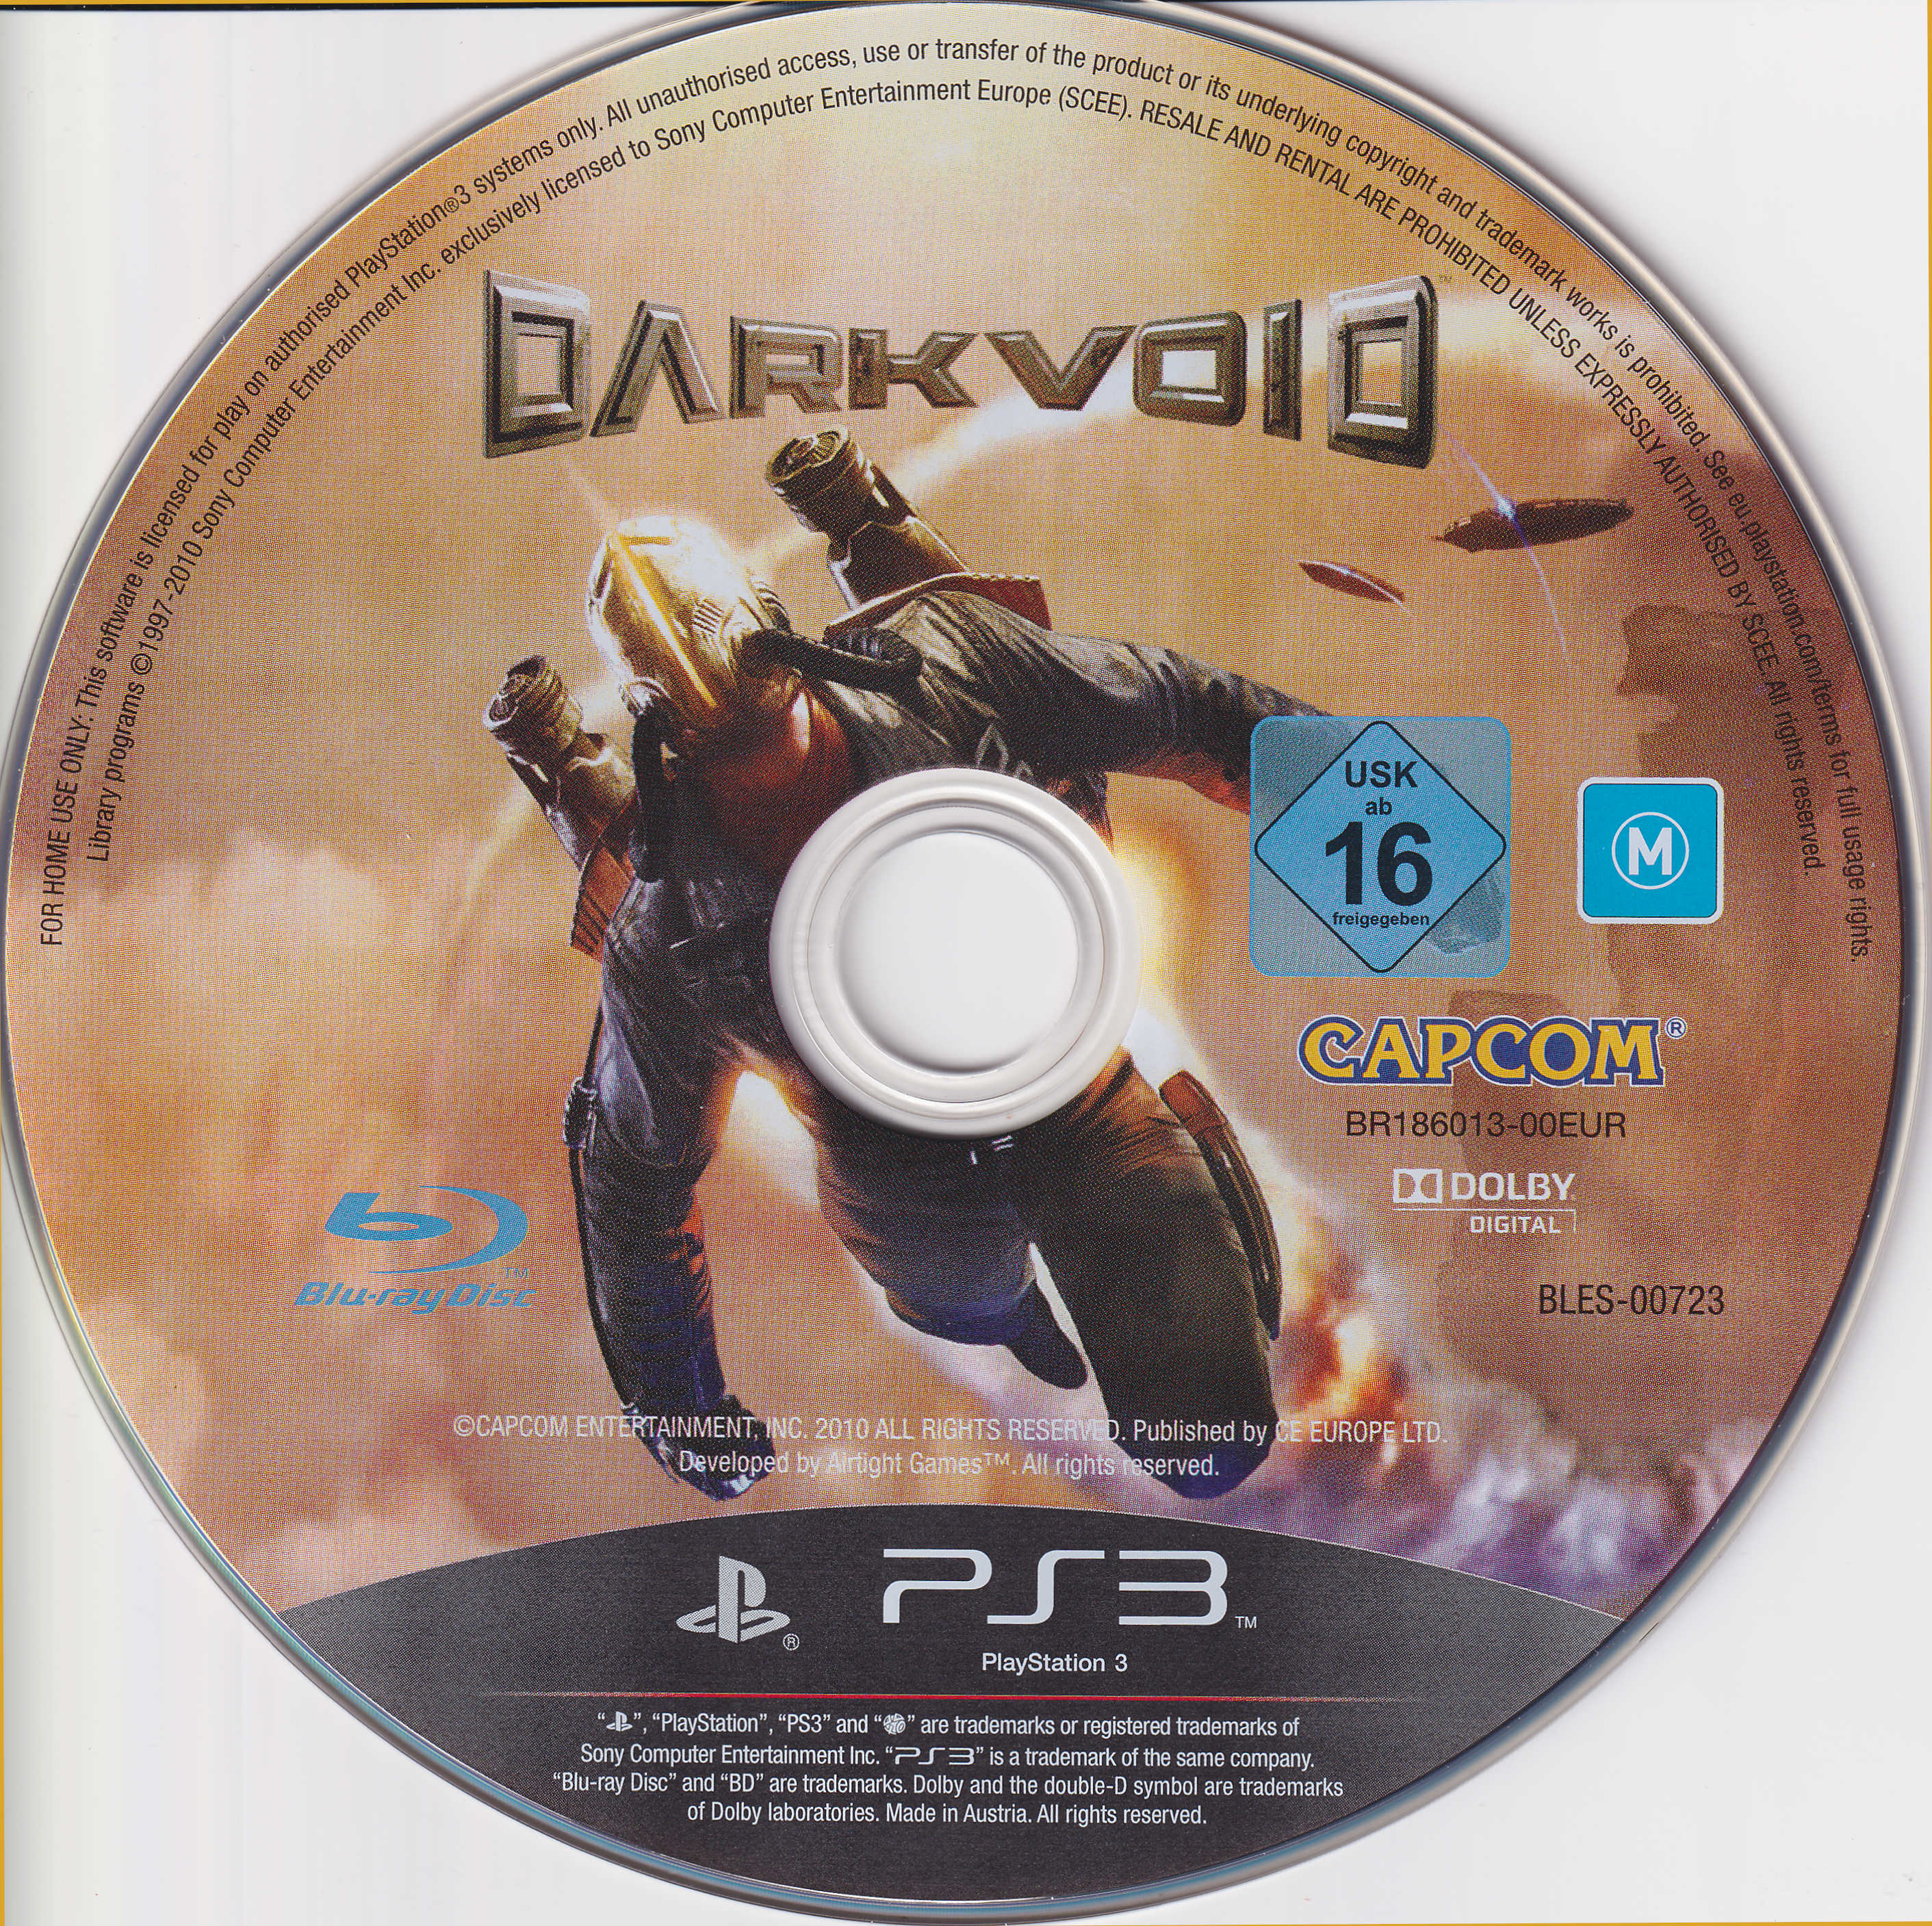 FOR HOME USE ONLY: This software is licensed for play on authorised PlayStation®3 systems only. All unauthorised access, use or transfer of the product or its underlying copyright and trademark works is prohibited. See eu.playstation.com/terms for full usage rights.
Library programs ©1997-2010 Sony Computer Entertainment Inc. exclusively licensed to Sony Computer Entertainment Europe (SCEE). RESALE AND RENTAL ARE PROHIBITED UNLESS EXPRESSLY AUTHORISED BY SCEE. All rights reserved.
DARK VOID™
USK
ab
16
freigegeben
M
CAPCOM®
BR186013-00EUR
DOLBY
DIGITAL
Blu-ray Disc™
BLES-00723
©CAPCOM ENTERTAINMENT, INC. 2010 ALL RIGHTS RESERVED. Published by CE EUROPE LTD.
Developed by Airtight Games™. All rights reserved.
® PS3™
PlayStation 3
“ ”, “PlayStation”, “PS3” and “ ” are trademarks or registered trademarks of
Sony Computer Entertainment Inc. “PS3” is a trademark of the same company.
“Blu-ray Disc” and “BD” are trademarks. Dolby and the double-D symbol are trademarks
of Dolby laboratories. Made in Austria. All rights reserved.